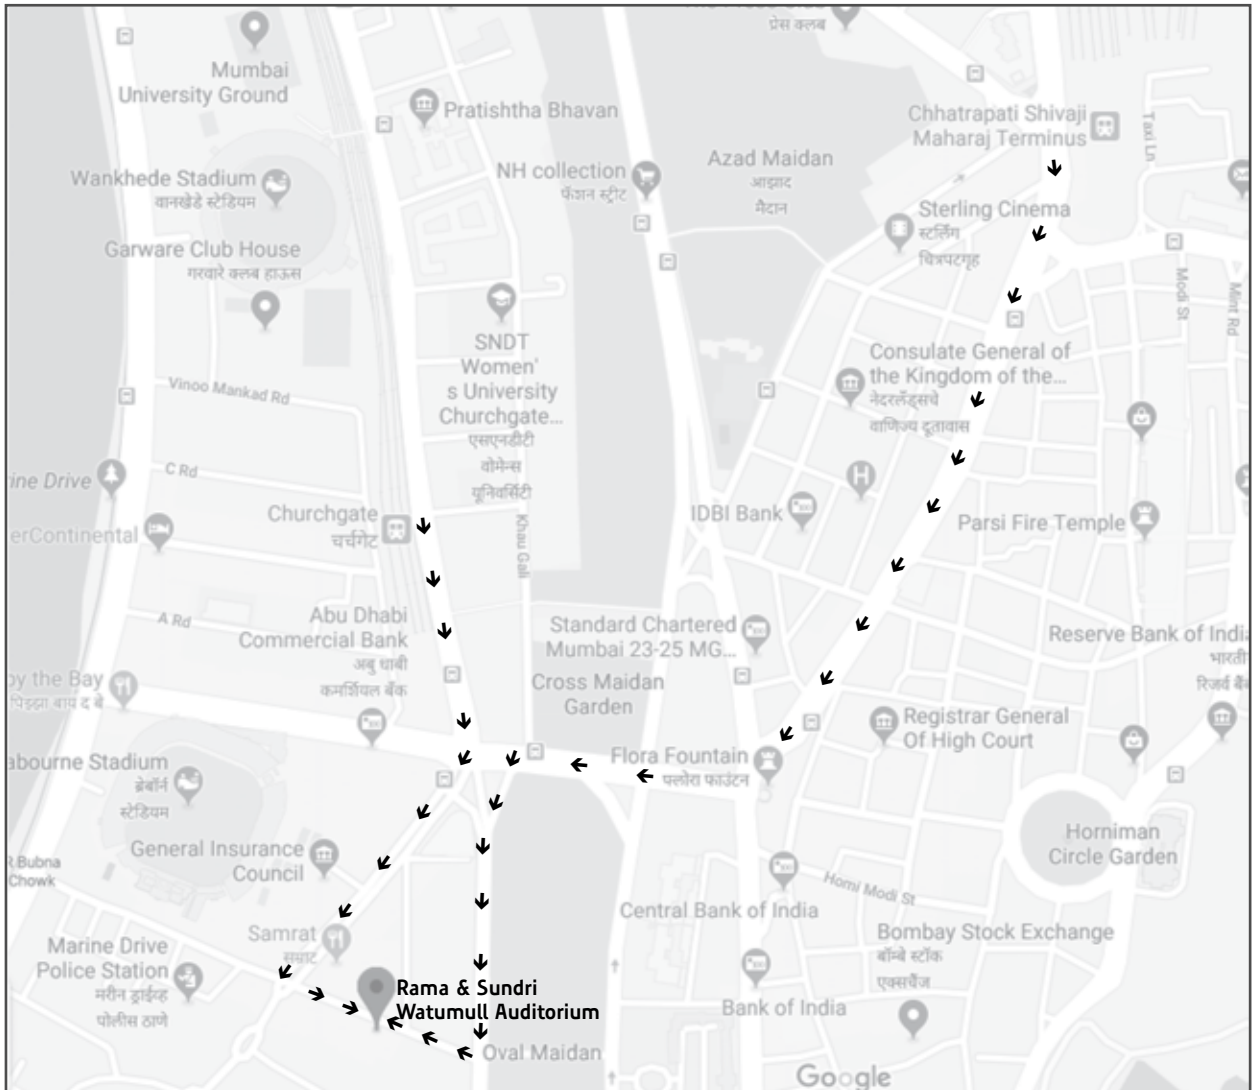 प्रेस क्लब
Mumbai
University Ground
Pratishtha Bhavan
Chhatrapati Shivaji
Maharaj Terminus
Taxi Ln
NH collection
फॅशन स्ट्रीट
Azad Maidan
आझाद
मैदान
Wankhede Stadium
वानखेडे स्टेडियम
Sterling Cinema
स्टर्लिंग
चित्रपटगृह
Garware Club House
गरवारे क्लब हाऊस
Modi St
Mint Rd
SNDT
Women'
s University
Churchgate...
एसएनडीटी
वोमेन्स
यूनिवर्सिटी
Consulate General of
the Kingdom of the...
नेदरलँड्सचे
वाणिज्य दूतावास
Vinoo Mankad Rd
C Rd
ine Drive
H
Churchgate
चर्चगेट
IDBI Bank
Parsi Fire Temple
erContinental
Khau Gali
A Rd
Abu Dhabi
Commercial Bank
अबु धाबी
कमर्शियल बँक
Standard Chartered
Mumbai 23-25 MG...
Reserve Bank of India
भारती
रिजर्व बैं
by the Bay
पिझ्झा बाय द बे
Cross Maidan
Garden
Registrar General
Of High Court
Flora Fountain
फ्लोरा फाउंटन
abourne Stadium
ब्रेबॉर्न
स्टेडियम
Horniman
Circle Garden
General Insurance
Council
R Bubna
Chowk
Homi Modi St
Central Bank of India
Samrat
सम्राट
Bombay Stock Exchange
बॉम्बे स्टॉक
एक्सचेंज
Marine Drive
Police Station
मरीन ड्राईव्ह
पोलीस ठाणे
Rama & Sundri
Watumull Auditorium
Bank of India
Oval Maidan
Google